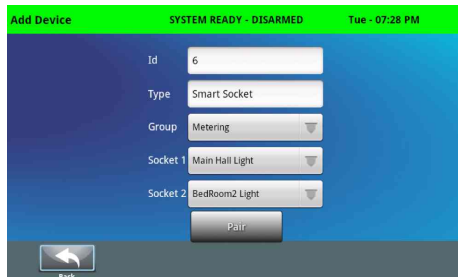 Add Device SYSTEM READY - DISARMED Tue - 07:28 PM
Id 6
Type Smart Socket
Group Metering
Socket 1 Main Hall Light
Socket 2 BedRoom2 Light
Pair
Back